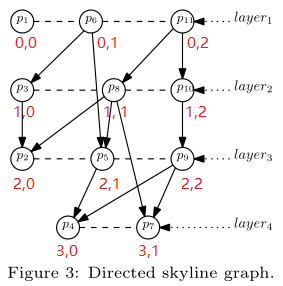 p1 p6 p11 layer1
0,0 0,1 0,2
p3 p8 p10 layer2
1,0 1, 1 1,2
p2 p5 p9 layer3
2,0 2,1 2,2
p4 p7 layer4
3,0 3,1
Figure 3: Directed skyline graph.